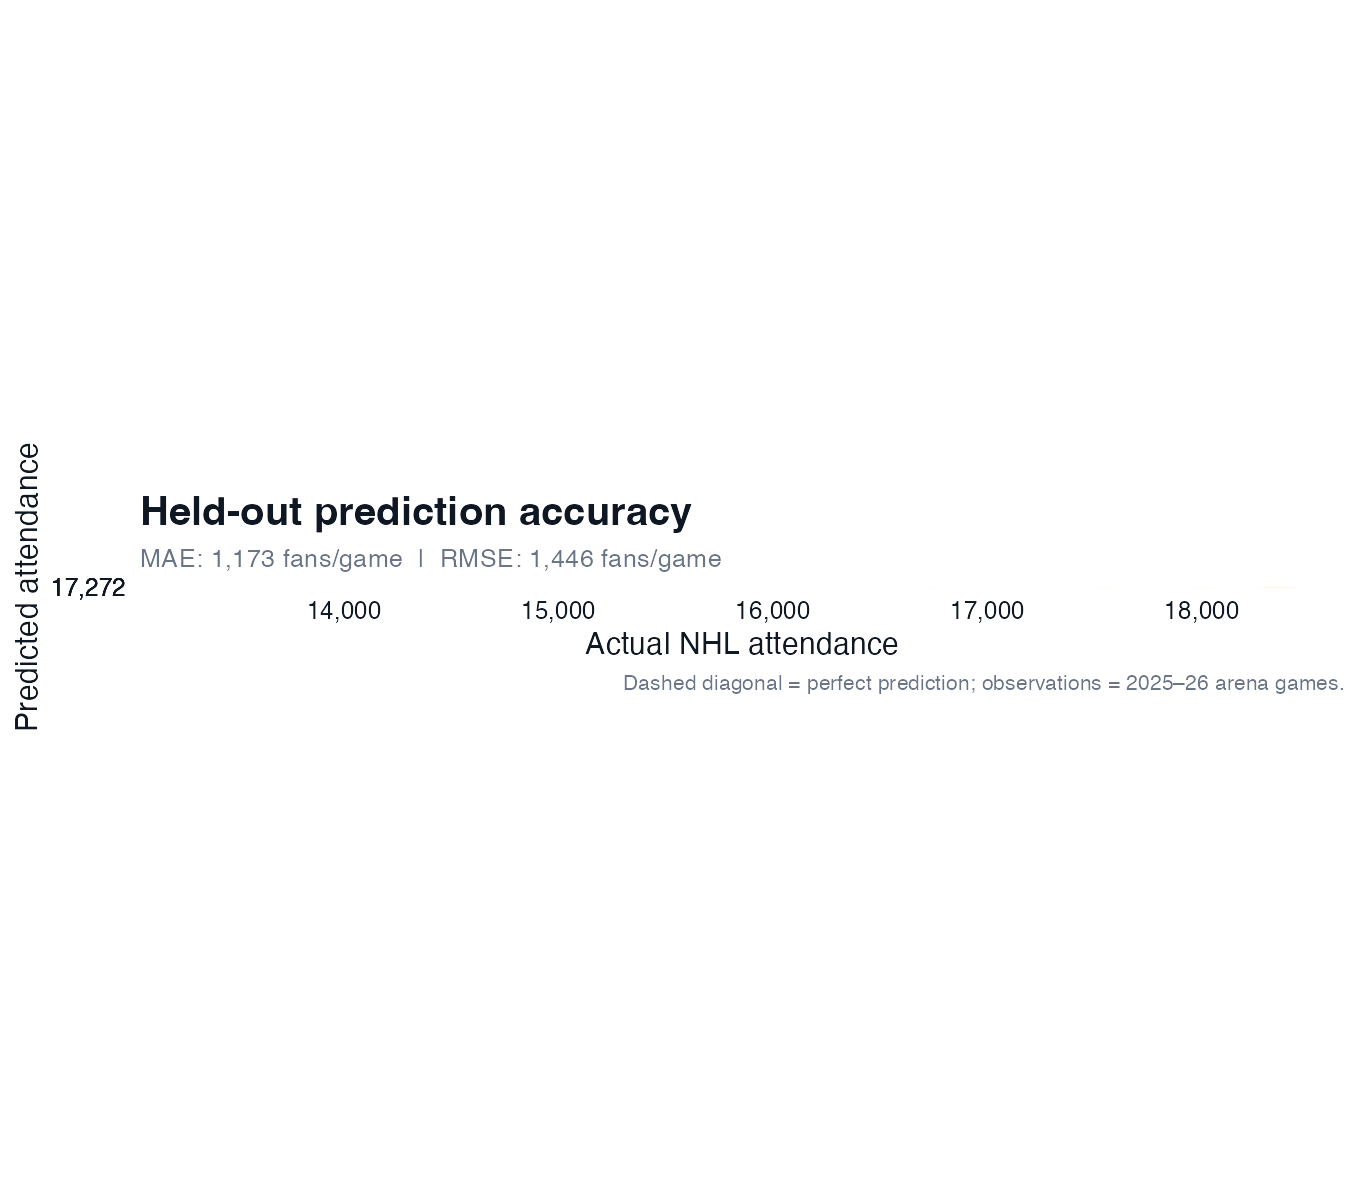 Held-out prediction accuracy
MAE: 1,173 fans/game | RMSE: 1,446 fans/game
Predicted attendance
17,272
14,000 15,000 16,000 17,000 18,000
Actual NHL attendance
Dashed diagonal = perfect prediction; observations = 2025–26 arena games.